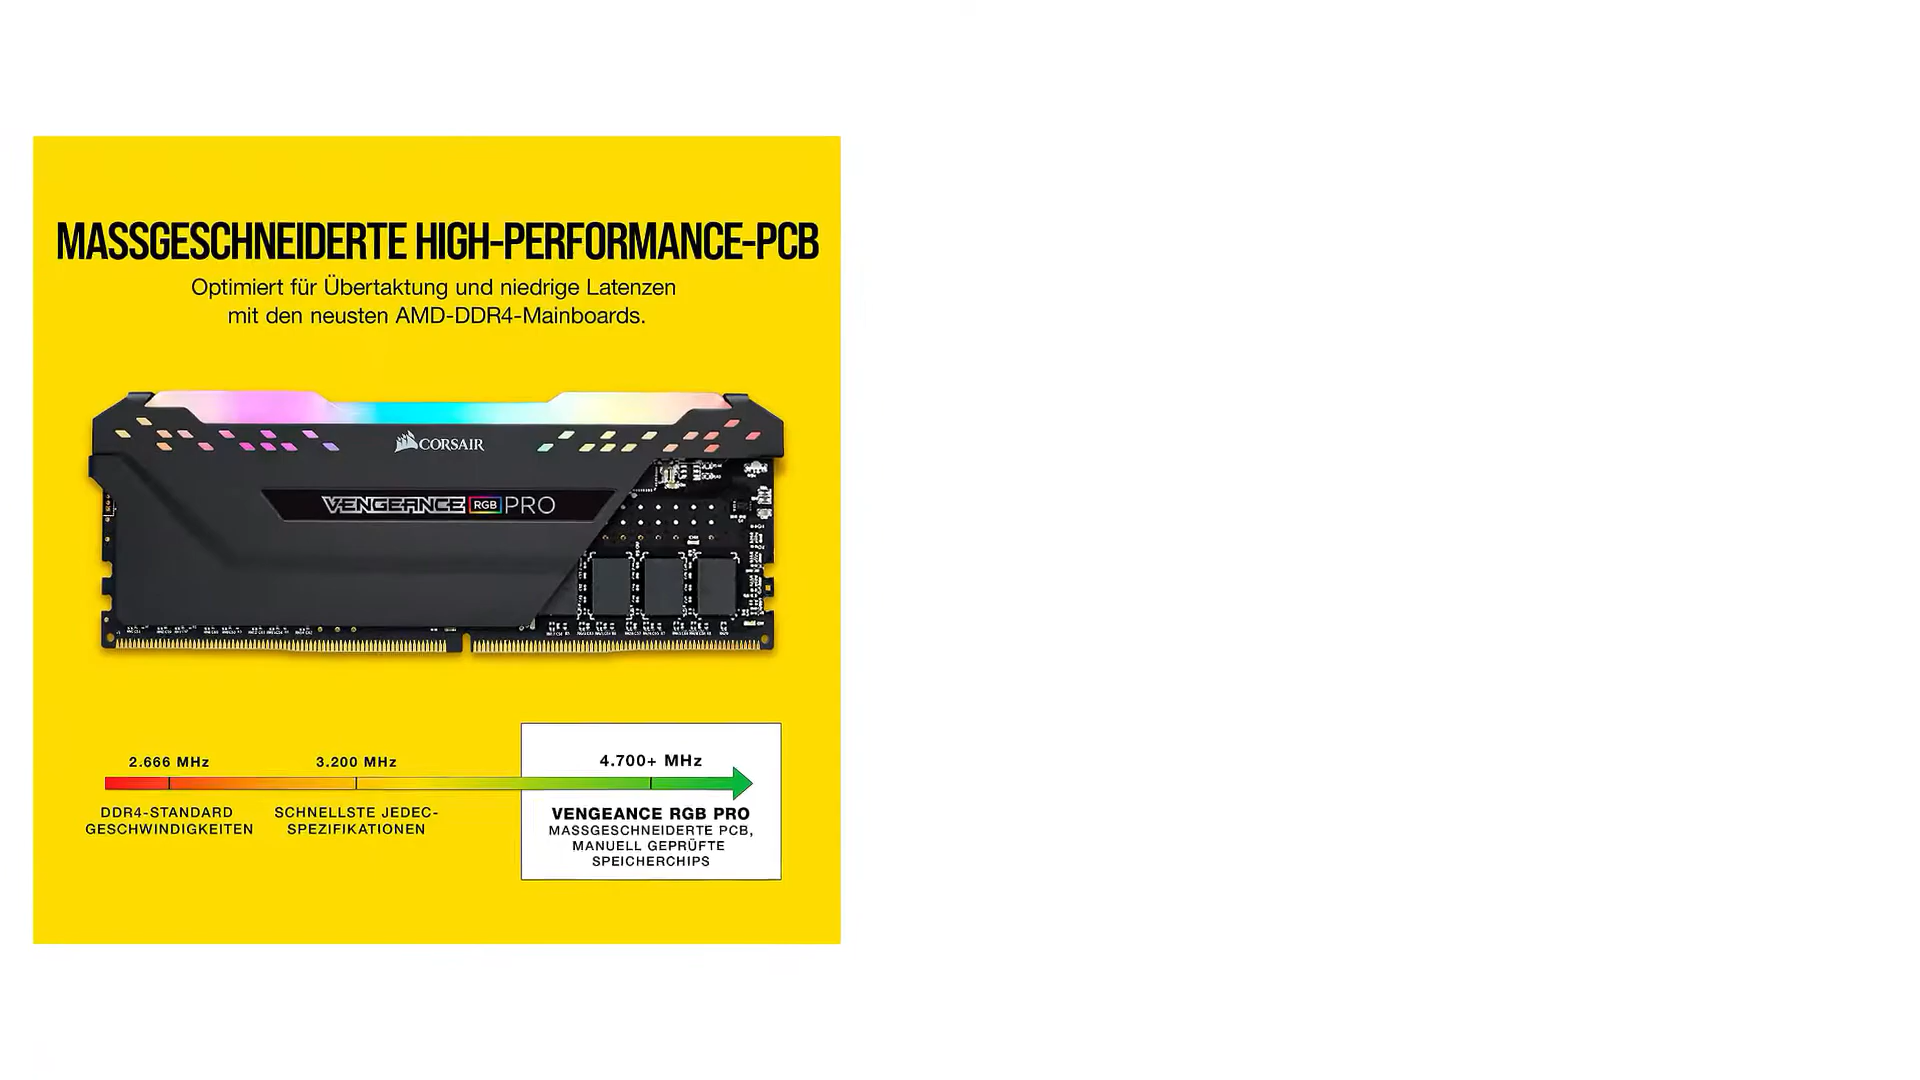 MASSGESCHNEIDERTE HIGH-PERFORMANCE-PCB
Optimiert für Übertaktung und niedrige Latenzen
mit den neusten AMD-DDR4-Mainboards.
CORSAIR
VENGEANCE RGB PRO
2.666 MHz
3.200 MHz
4.700+ MHz
DDR4-STANDARD
GESCHWINDIGKEITEN
SCHNELLSTE JEDEC-
SPEZIFIKATIONEN
VENGEANCE RGB PRO
MASSGESCHNEIDERTE PCB,
MANUELL GEPRÜFTE
SPEICHERCHIPS